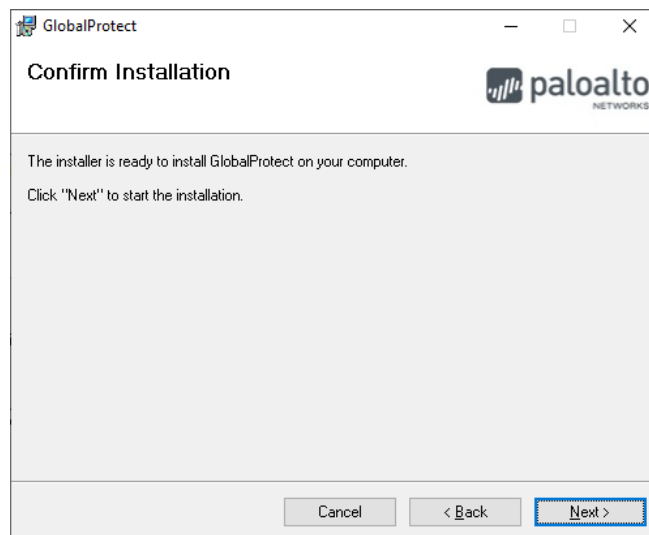 GlobalProtect
Confirm Installation
paloalto
NETWORKS
The installer is ready to install GlobalProtect on your computer.
Click "Next" to start the installation.
Cancel
< Back
Next >